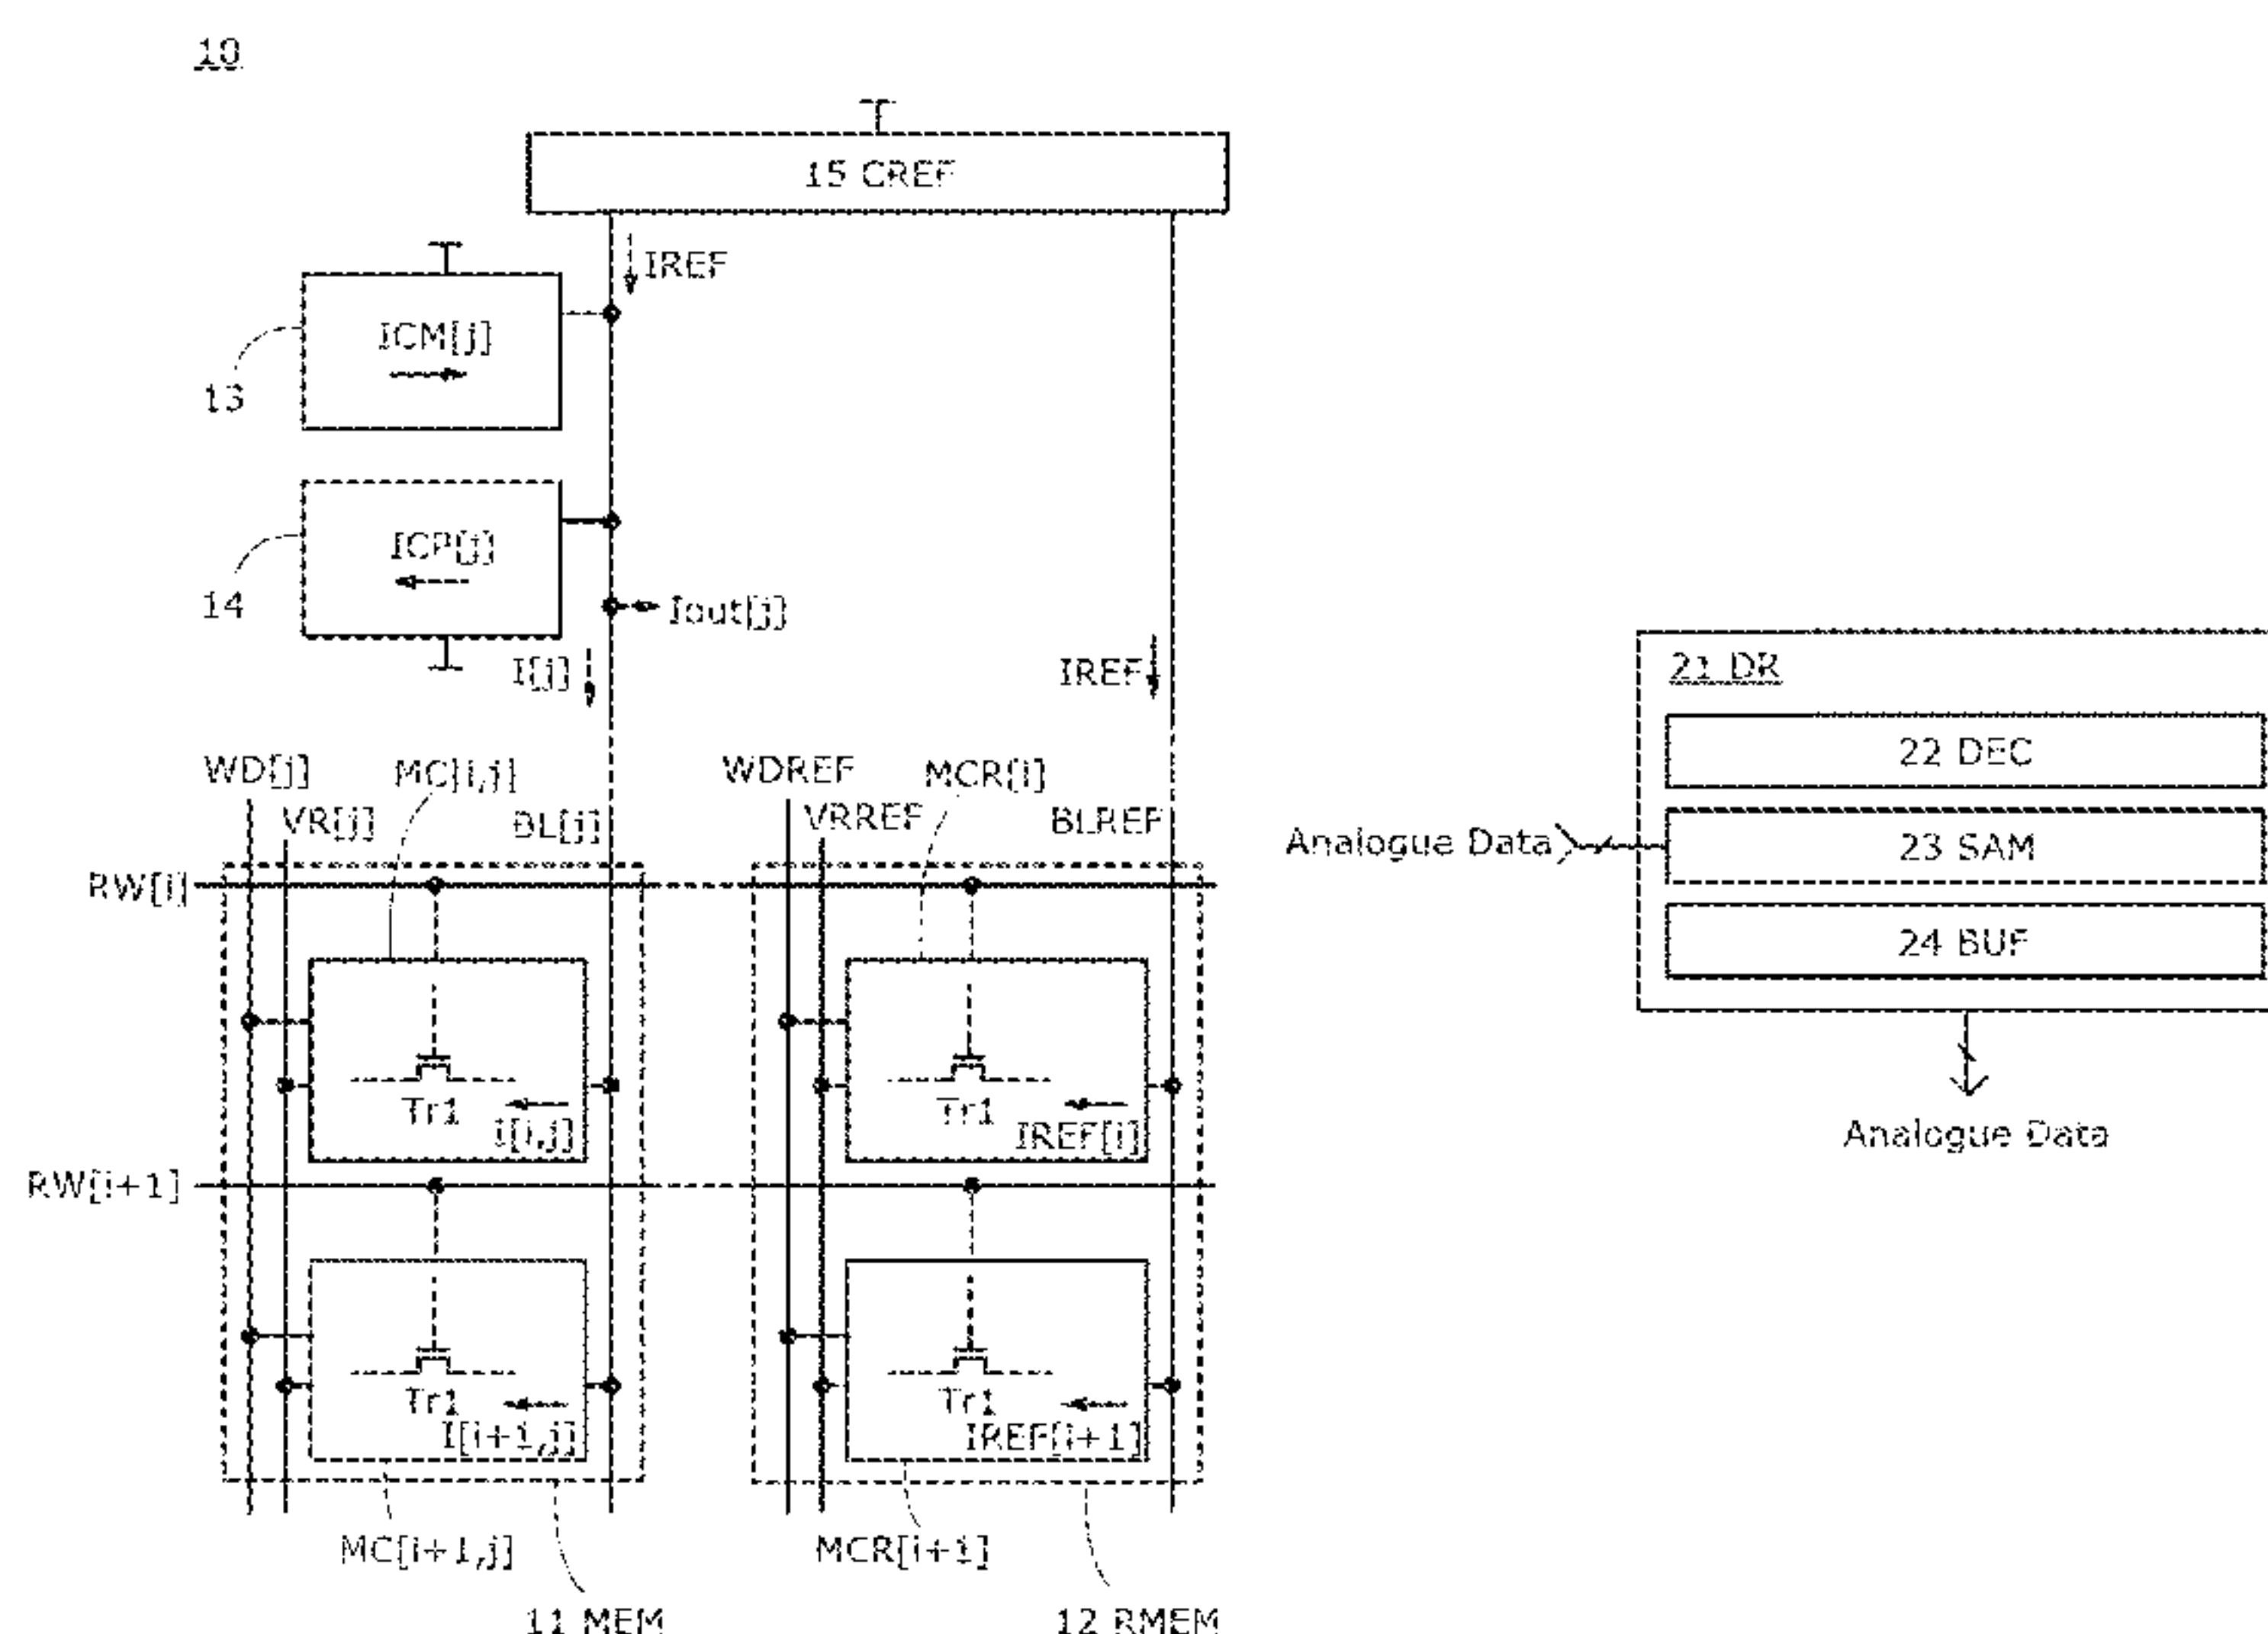 10
15 CREF
IREF
ICM[j]
13
ICP[j]
14
Iout[j]
I[j]
IREF
21 DR
22 DEC
23 SAM
24 BUF
Analogue Data
Analogue Data
WD[j]
MC[i,j]
WDREF
MCR[i]
VR[j]
BL[j]
VRREF
BLREF
RW[i]
Tr1
I[i,j]
Tr1
IREF[i]
RW[i+1]
Tr1
I[i+1,j]
Tr1
IREF[i+1]
MC[i+1,j]
MCR[i+1]
11 MEM
12 RMEM